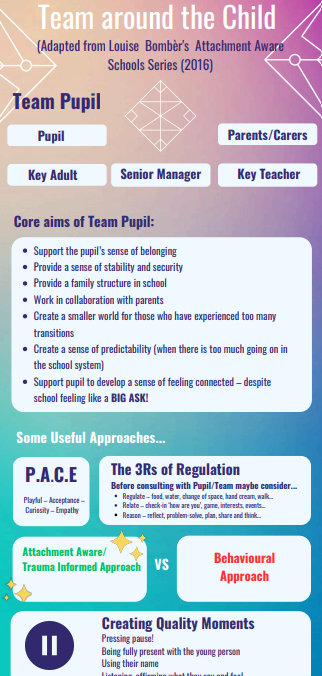 Team around the Child
(Adapted from Louise Bombèr's Attachment Aware
Schools Series (2016)
Team Pupil
Pupil
Parents/Carers
Key Adult
Senior Manager
Key Teacher
Core aims of Team Pupil:
Support the pupil's sense of belonging
Provide a sense of stability and security
Provide a family structure in school
Work in collaboration with parents
Create a smaller world for those who have experienced too many
transitions
Create a sense of predictability (when there is too much going on in
the school system)
Support pupil to develop a sense of feeling connected – despite
school feeling like a BIG ASK!
Some Useful Approaches...
P.A.C.E
Playful – Acceptance –
Curiosity – Empathy
The 3Rs of Regulation
Before consulting with Pupil/Team maybe consider...
Regulate – food, water, change of space, hand cream, walk...
Relate – check-in 'how are you', game, interests, events...
Reason – reflect, problem-solve, plan, share and think...
Attachment Aware/
Trauma Informed Approach
VS
Behavioural
Approach
Creating Quality Moments
Pressing pause!
Being fully present with the young person
Using their name
Listening, affirming what they say and feel